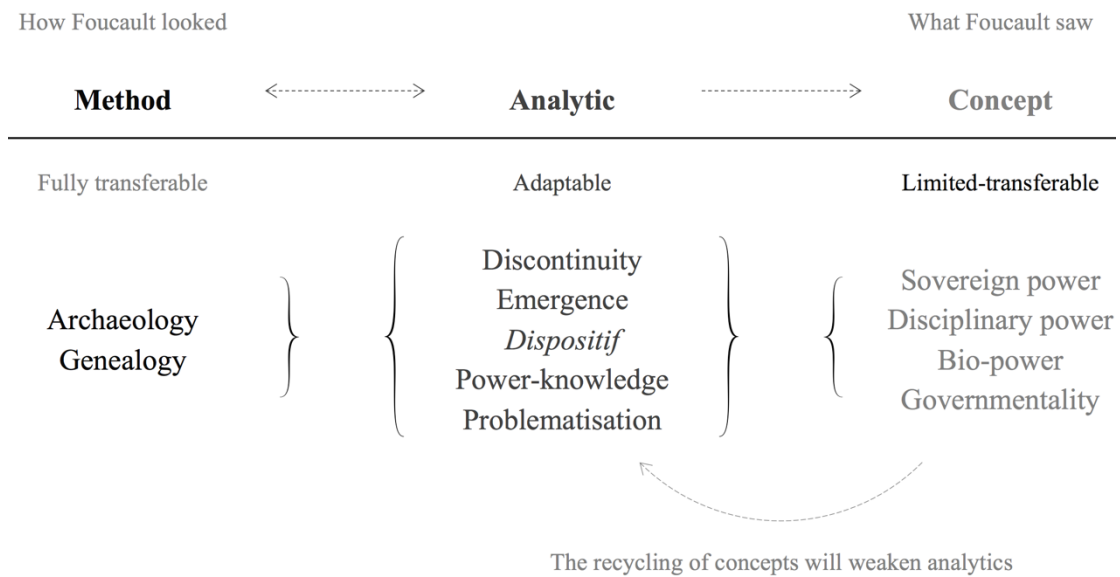 How Foucault looked
What Foucault saw
Method
Analytic
Concept
Fully transferable
Adaptable
Limited-transferable
Archaeology
Genealogy
Discontinuity
Emergence
Dispositif
Power-knowledge
Problematisation
Sovereign power
Disciplinary power
Bio-power
Governmentality
The recycling of concepts will weaken analytics